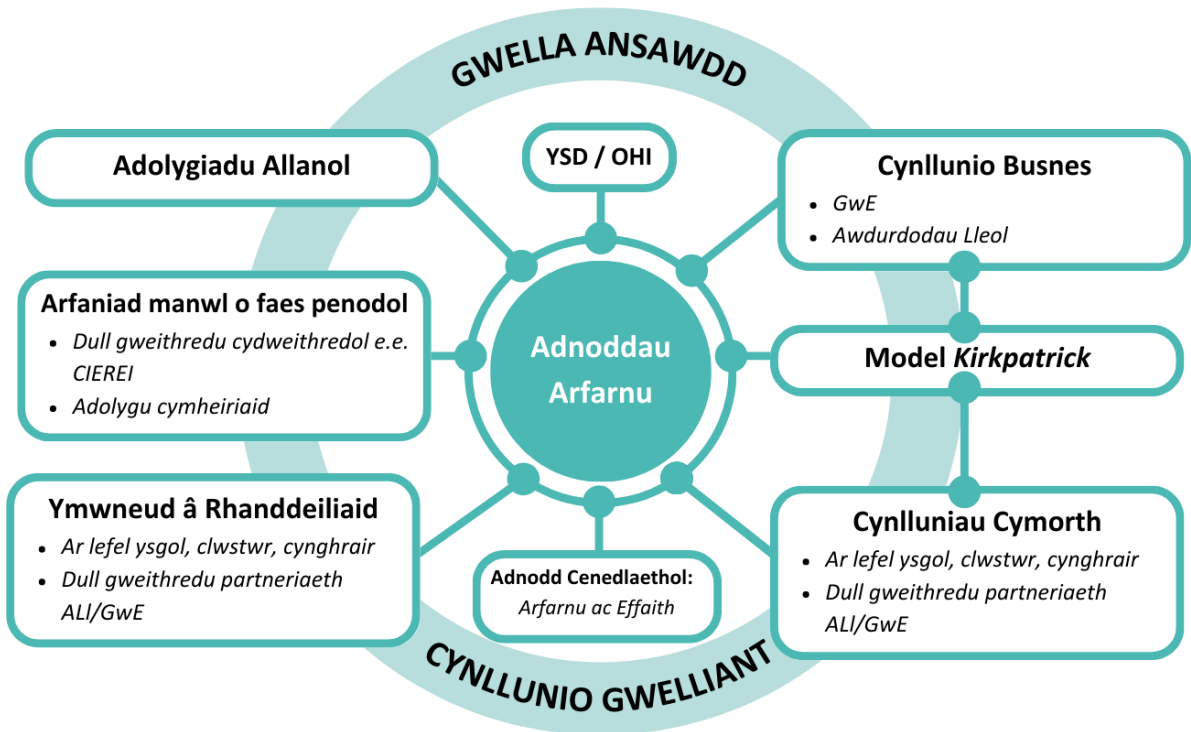 GWELLA ANSAWDD
Adolygiadu Allanol
YSD / OHI
Cynllunio Busnes
• GwE
• Awdurdodau Lleol
Arfaniad manwl o faes penodol
• Dull gweithredu cydweithredol e.e.
CIEREI
• Adolygu cymheiriaid
Adnoddau
Arfarnu
Model Kirkpatrick
Ymwneud â Rhanddeiliaid
• Ar lefel ysgol, clwstwr, cynghrair
• Dull gweithredu partneriaeth
ALl/GwE
Adnodd Cenedlaethol:
Arfarnu ac Effaith
Cynlluniau Cymorth
• Ar lefel ysgol, clwstwr, cynghrair
• Dull gweithredu partneriaeth
ALl/GwE
CYNLLUNIO GWELLIANT